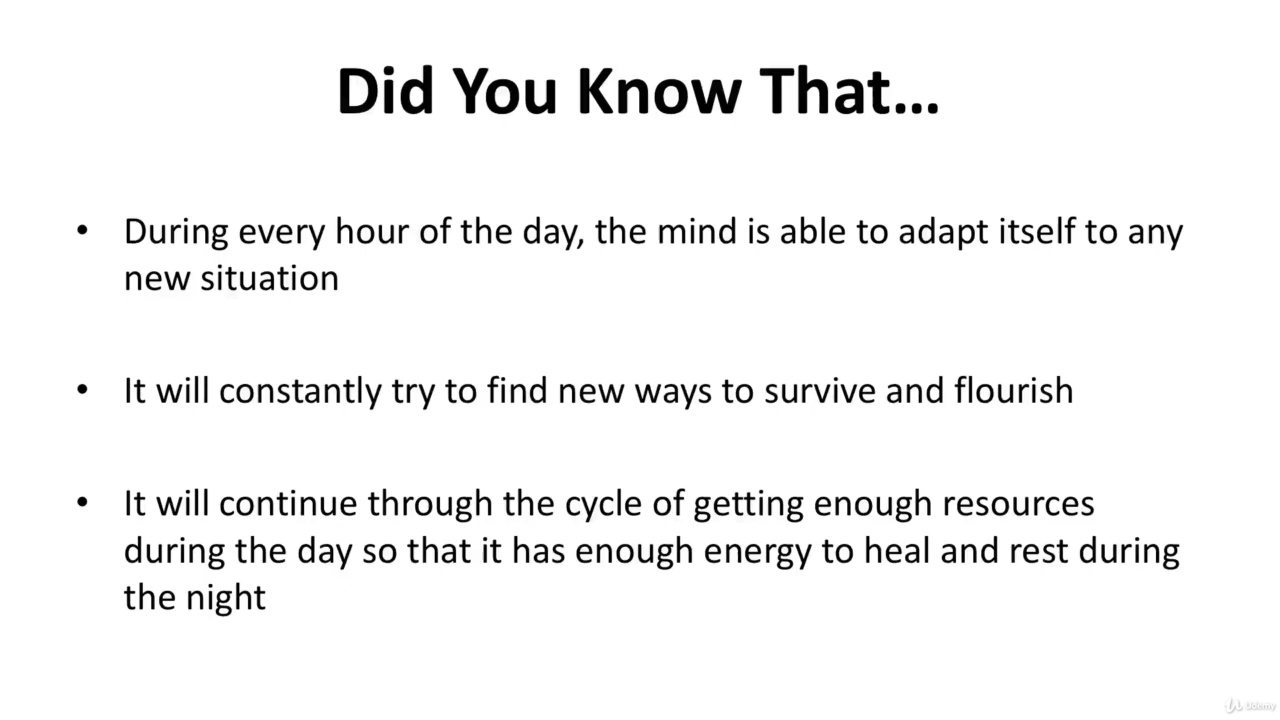 Did You Know That...
• During every hour of the day, the mind is able to adapt itself to any
new situation
• It will constantly try to find new ways to survive and flourish
• It will continue through the cycle of getting enough resources
during the day so that it has enough energy to heal and rest during
the night
Udemy